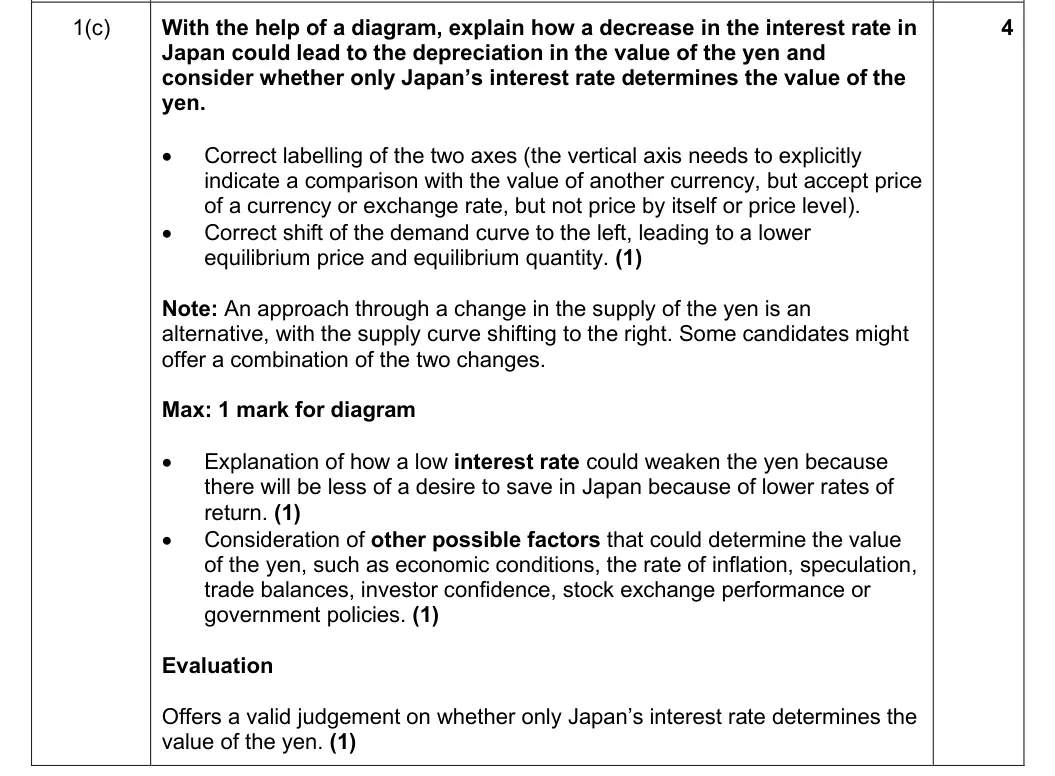 1(c) With the help of a diagram, explain how a decrease in the interest rate in 4
Japan could lead to the depreciation in the value of the yen and
consider whether only Japan’s interest rate determines the value of the
yen.
• Correct labelling of the two axes (the vertical axis needs to explicitly
indicate a comparison with the value of another currency, but accept price
of a currency or exchange rate, but not price by itself or price level).
• Correct shift of the demand curve to the left, leading to a lower
equilibrium price and equilibrium quantity. (1)
Note: An approach through a change in the supply of the yen is an
alternative, with the supply curve shifting to the right. Some candidates might
offer a combination of the two changes.
Max: 1 mark for diagram
• Explanation of how a low interest rate could weaken the yen because
there will be less of a desire to save in Japan because of lower rates of
return. (1)
• Consideration of other possible factors that could determine the value
of the yen, such as economic conditions, the rate of inflation, speculation,
trade balances, investor confidence, stock exchange performance or
government policies. (1)
Evaluation
Offers a valid judgement on whether only Japan’s interest rate determines the
value of the yen. (1)